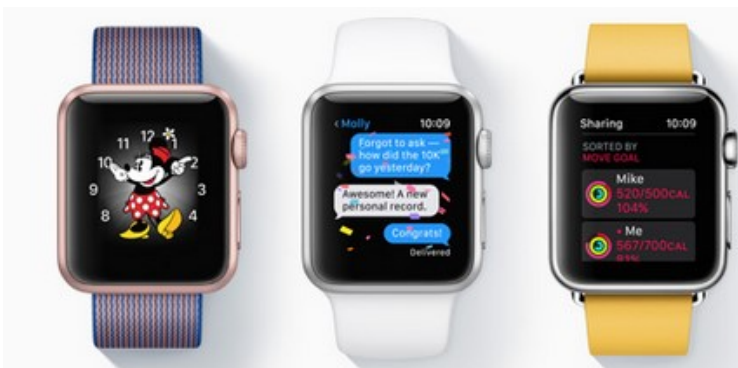 11 12 1
10 2
9 3
8 4
< Molly 10:09
Forgot to ask —
how did the 10K
go yesterday?
Awesome! A new
personal record.
Congrats!
Delivered
Sharing 10:09
SORTED BY
MOVE GOAL
Mike
520/500CAL
104%
Me
567/700CAL
81%